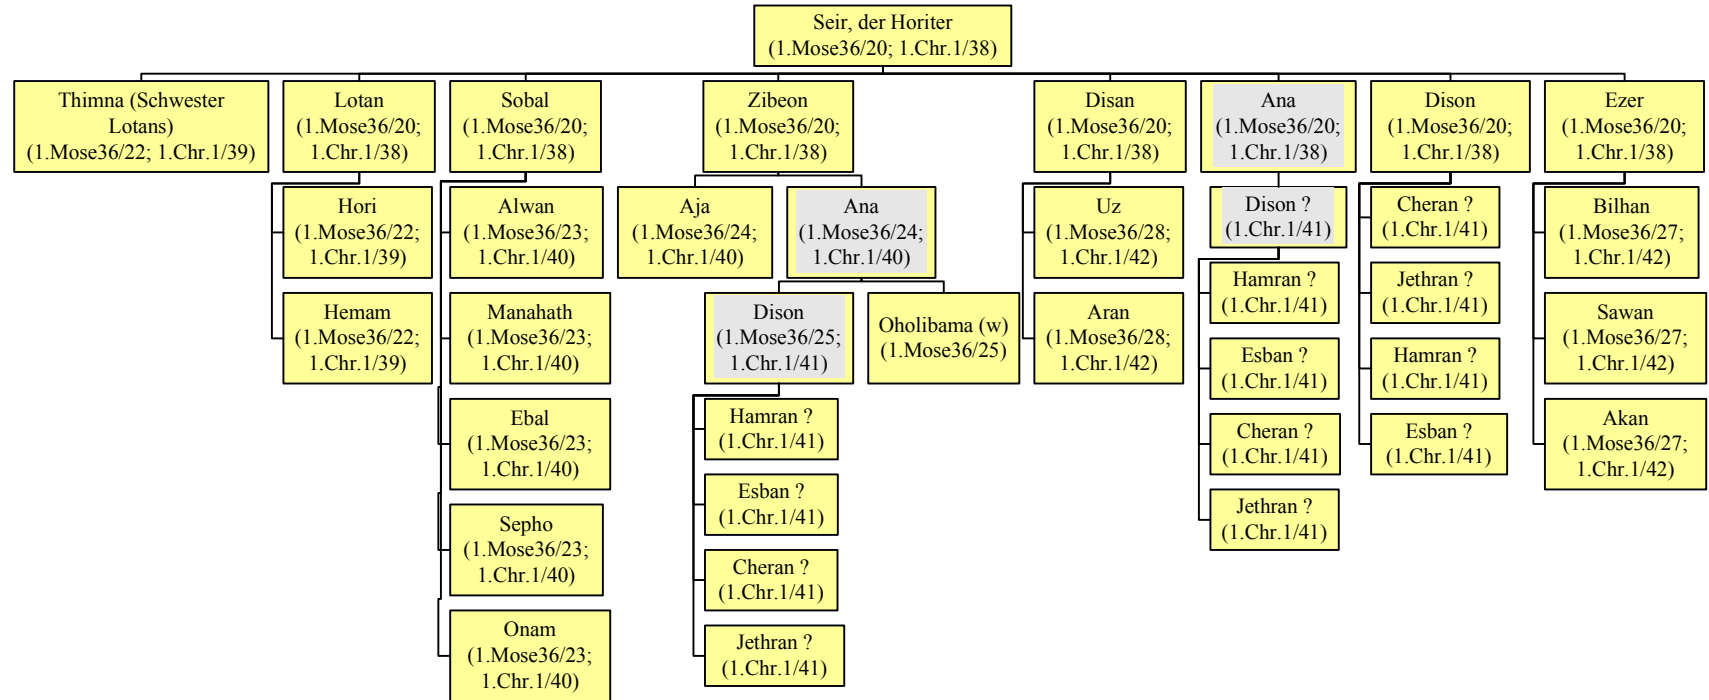 Seir, der Horiter
(1.Mose36/20; 1.Chr.1/38)
Thimna (Schwester
Lotans)
(1.Mose36/22; 1.Chr.1/39)
Lotan
(1.Mose36/20;
1.Chr.1/38)
Sobal
(1.Mose36/20;
1.Chr.1/38)
Zibeon
(1.Mose36/20;
1.Chr.1/38)
Disan
(1.Mose36/20;
1.Chr.1/38)
Ana
(1.Mose36/20;
1.Chr.1/38)
Dison
(1.Mose36/20;
1.Chr.1/38)
Ezer
(1.Mose36/20;
1.Chr.1/38)
Hori
(1.Mose36/22;
1.Chr.1/39)
Hemam
(1.Mose36/22;
1.Chr.1/39)
Alwan
(1.Mose36/23;
1.Chr.1/40)
Manahath
(1.Mose36/23;
1.Chr.1/40)
Ebal
(1.Mose36/23;
1.Chr.1/40)
Sepho
(1.Mose36/23;
1.Chr.1/40)
Onam
(1.Mose36/23;
1.Chr.1/40)
Aja
(1.Mose36/24;
1.Chr.1/40)
Ana
(1.Mose36/24;
1.Chr.1/40)
Dison
(1.Mose36/25;
1.Chr.1/41)
Oholibama (w)
(1.Mose36/25)
Hamran ?
(1.Chr.1/41)
Esban ?
(1.Chr.1/41)
Cheran ?
(1.Chr.1/41)
Jethran ?
(1.Chr.1/41)
Uz
(1.Mose36/28;
1.Chr.1/42)
Aran
(1.Mose36/28;
1.Chr.1/42)
Dison ?
(1.Chr.1/41)
Hamran ?
(1.Chr.1/41)
Esban ?
(1.Chr.1/41)
Cheran ?
(1.Chr.1/41)
Jethran ?
(1.Chr.1/41)
Cheran ?
(1.Chr.1/41)
Jethran ?
(1.Chr.1/41)
Hamran ?
(1.Chr.1/41)
Esban ?
(1.Chr.1/41)
Bilhan
(1.Mose36/27;
1.Chr.1/42)
Sawan
(1.Mose36/27;
1.Chr.1/42)
Akan
(1.Mose36/27;
1.Chr.1/42)